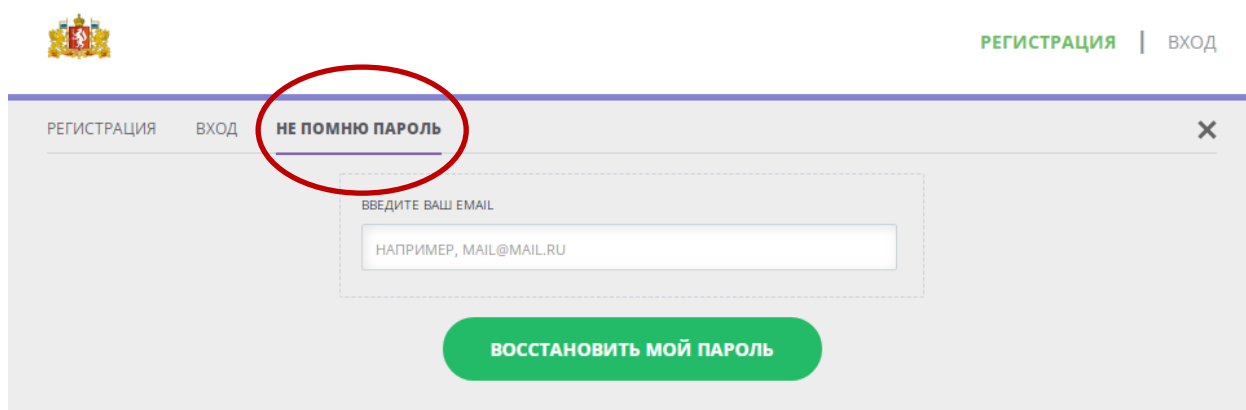 РЕГИСТРАЦИЯ | ВХОД
РЕГИСТРАЦИЯ ВХОД НЕ ПОМНЮ ПАРОЛЬ ×
ВВЕДИТЕ ВАШ EMAIL
НАПРИМЕР, MAIL@MAIL.RU
ВОССТАНОВИТЬ МОЙ ПАРОЛЬ